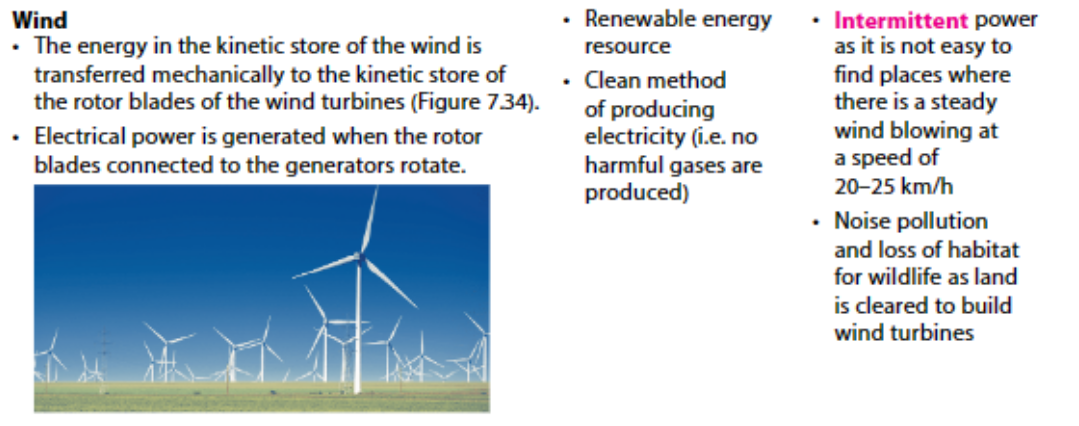 Wind
• The energy in the kinetic store of the wind is
transferred mechanically to the kinetic store of
the rotor blades of the wind turbines (Figure 7.34).
• Electrical power is generated when the rotor
blades connected to the generators rotate.
• Renewable energy
resource
• Clean method
of producing
electricity (i.e. no
harmful gases are
produced)
• Intermittent power
as it is not easy to
find places where
there is a steady
wind blowing at
a speed of
20–25 km/h
• Noise pollution
and loss of habitat
for wildlife as land
is cleared to build
wind turbines